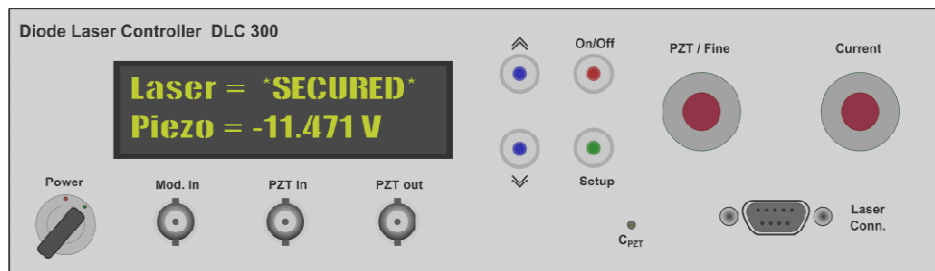 Diode Laser Controller DLC 300
Laser = *SECURED*
Piezo = -11.471 V
On/Off
PZT / Fine
Current
Setup
Power
Mod. In
PZT In
PZT out
CPZT
Laser
Conn.